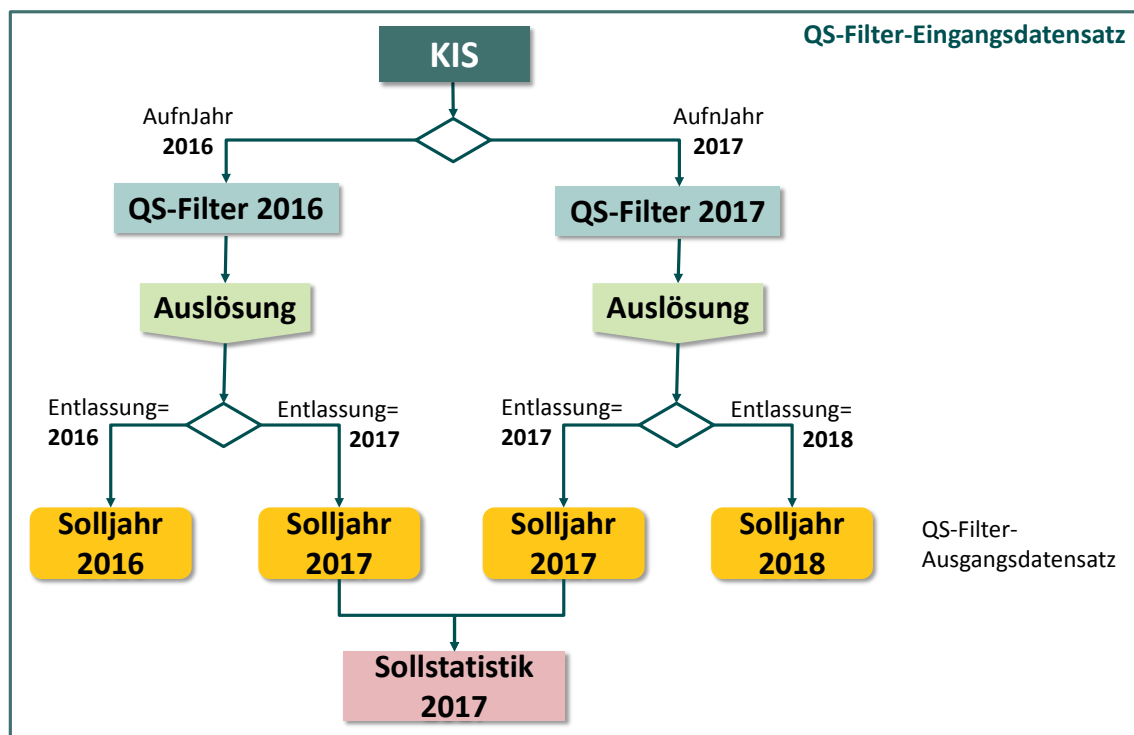 QS-Filter-Eingangsdatensatz
KIS
AufnJahr
2016
AufnJahr
2017
QS-Filter 2016
QS-Filter 2017
Auslösung
Auslösung
Entlassung=
2016
Entlassung=
2017
Entlassung=
2017
Entlassung=
2018
Solljahr
2016
Solljahr
2017
Solljahr
2017
Solljahr
2018
QS-Filter-
Ausgangsdatensatz
Sollstatistik
2017